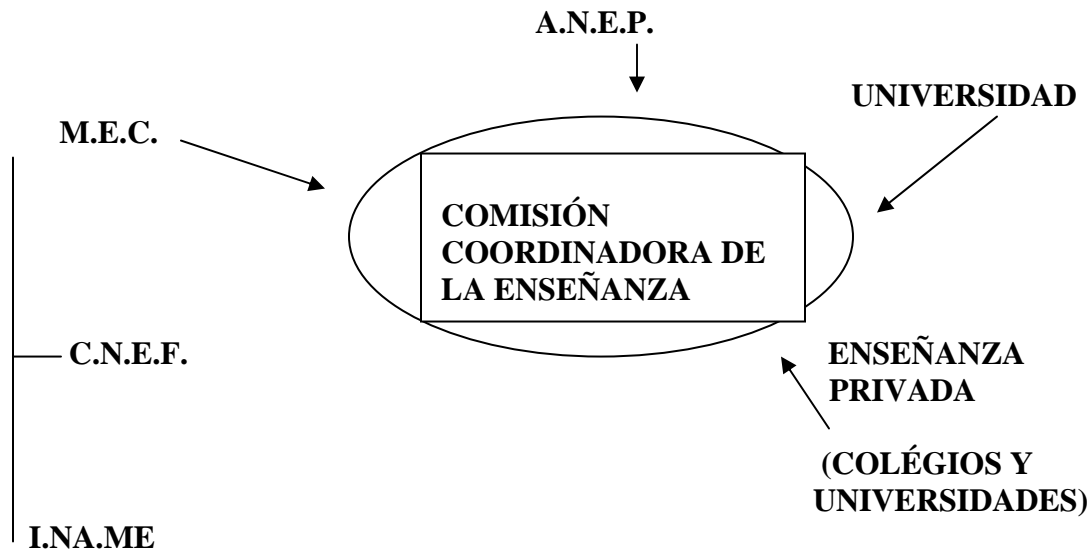 A.N.E.P.
UNIVERSIDAD
M.E.C.
COMISIÓN
COORDINADORA DE
LA ENSEÑANZA
C.N.E.F.
ENSEÑANZA
PRIVADA
(COLÉGIOS Y
UNIVERSIDADES)
I.NA.ME